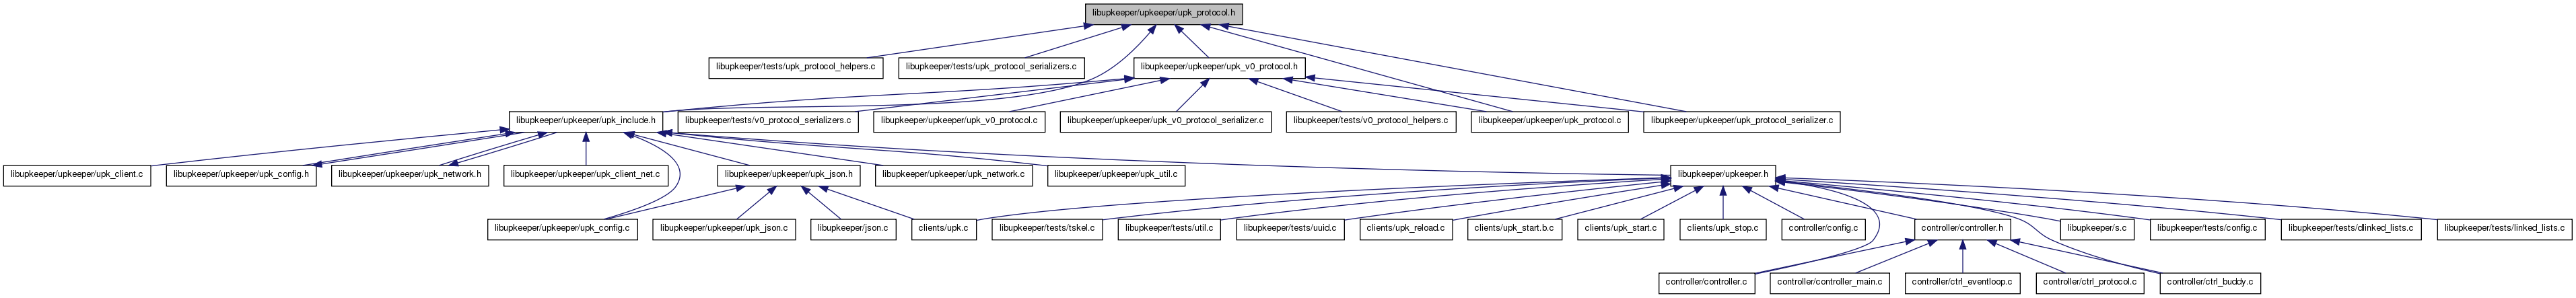 libupkeeper/upkeeper/upk_protocol.h
libupkeeper/tests/upk_protocol_helpers.c
libupkeeper/tests/upk_protocol_serializers.c
libupkeeper/upkeeper/upk_v0_protocol.h
libupkeeper/upkeeper/upk_include.h
libupkeeper/tests/v0_protocol_serializers.c
libupkeeper/upkeeper/upk_v0_protocol.c
libupkeeper/upkeeper/upk_v0_protocol_serializer.c
libupkeeper/tests/v0_protocol_helpers.c
libupkeeper/upkeeper/upk_protocol.c
libupkeeper/upkeeper/upk_protocol_serializer.c
libupkeeper/upkeeper/upk_client.c
libupkeeper/upkeeper/upk_config.h
libupkeeper/upkeeper/upk_network.h
libupkeeper/upkeeper/upk_client_net.c
libupkeeper/upkeeper/upk_json.h
libupkeeper/upkeeper/upk_network.c
libupkeeper/upkeeper/upk_util.c
libupkeeper/upkeeper.h
libupkeeper/upkeeper/upk_config.c
libupkeeper/upkeeper/upk_json.c
libupkeeper/json.c
clients/upk.c
libupkeeper/tests/tskel.c
libupkeeper/tests/util.c
libupkeeper/tests/uuid.c
clients/upk_reload.c
clients/upk_start.b.c
clients/upk_start.c
clients/upk_stop.c
controller/config.c
controller/controller.h
libupkeeper/s.c
libupkeeper/tests/config.c
libupkeeper/tests/dlinked_lists.c
libupkeeper/tests/linked_lists.c
controller/controller.c
controller/controller_main.c
controller/ctrl_eventloop.c
controller/ctrl_protocol.c
controller/ctrl_buddy.c